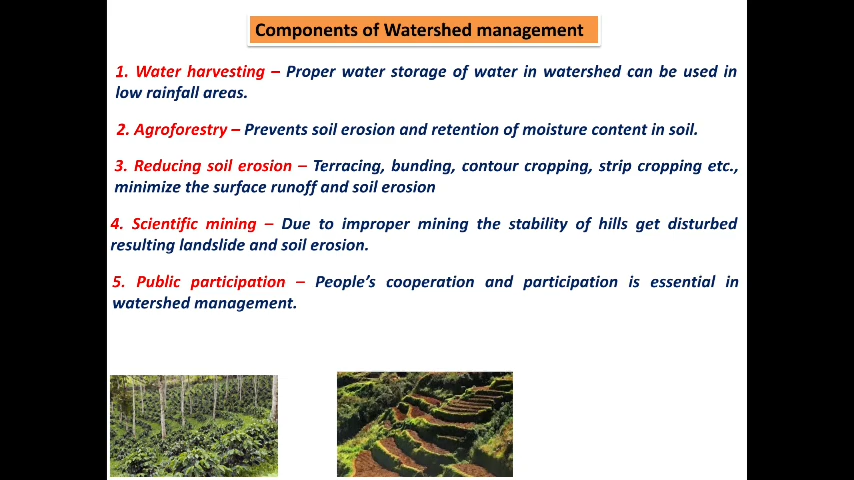 Components of Watershed management
1. Water harvesting – Proper water storage of water in watershed can be used in
low rainfall areas.
2. Agroforestry – Prevents soil erosion and retention of moisture content in soil.
3. Reducing soil erosion – Terracing, bunding, contour cropping, strip cropping etc.,
minimize the surface runoff and soil erosion
4. Scientific mining – Due to improper mining the stability of hills get disturbed
resulting landslide and soil erosion.
5. Public participation – People’s cooperation and participation is essential in
watershed management.